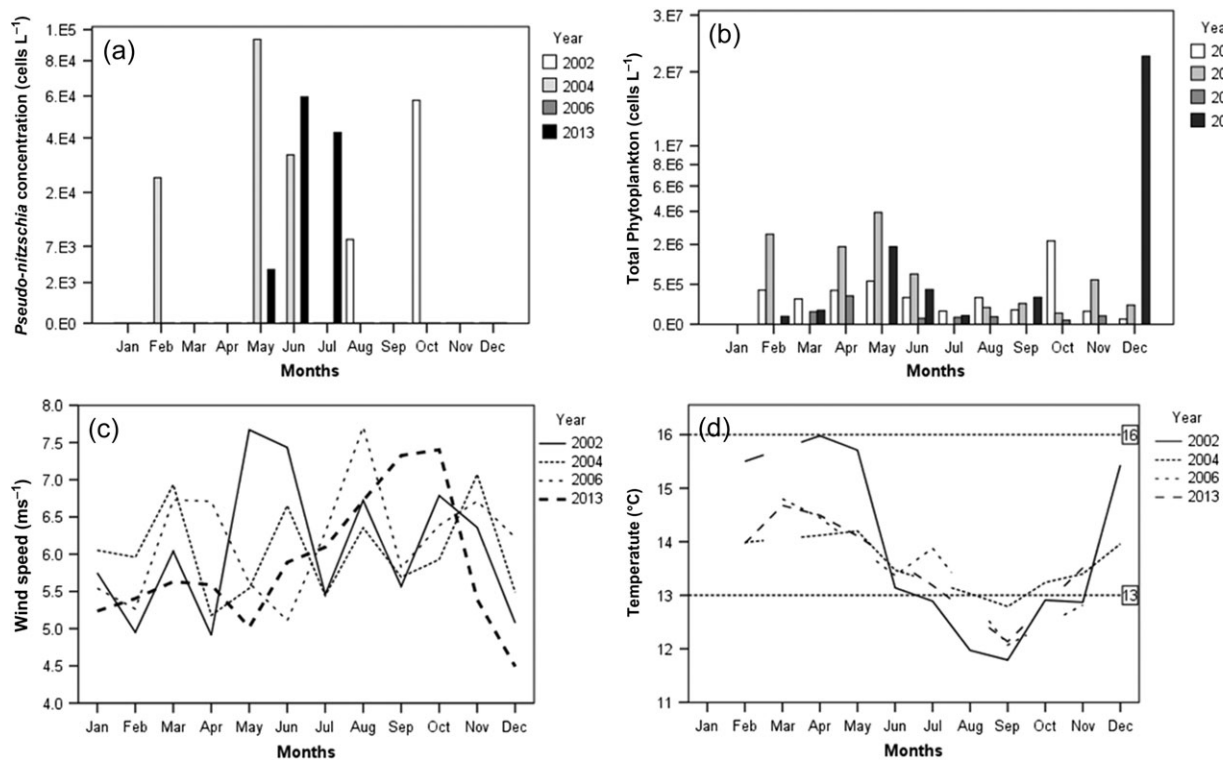 (a)
Pseudo-nitzschia concentration (cells L⁻¹)
1.E5
8.E4
6.E4
4.E4
2.E4
7.E3
2.E3
0.E0
Jan Feb Mar Apr May Jun Jul Aug Sep Oct Nov Dec
Months
Year
2002
2004
2006
2013
(b)
Total Phytoplankton (cells L⁻¹)
3.E7
2.E7
1.E7
8.E6
6.E6
4.E6
2.E6
5.E5
0.E0
Jan Feb Mar Apr May Jun Jul Aug Sep Oct Nov Dec
Months
Yea
20
20
20
20
(c)
Wind speed (ms⁻¹)
8.0
7.5
7.0
6.5
6.0
5.5
5.0
4.5
4.0
Jan Feb Mar Apr May Jun Jul Aug Sep Oct Nov Dec
Months
Year
2002
2004
2006
2013
(d)
Temperatute (°C)
16
15
14
13
12
11
16
13
Jan Feb Mar Apr May Jun Jul Aug Sep Oct Nov Dec
Months
Year
2002
2004
2006
2013